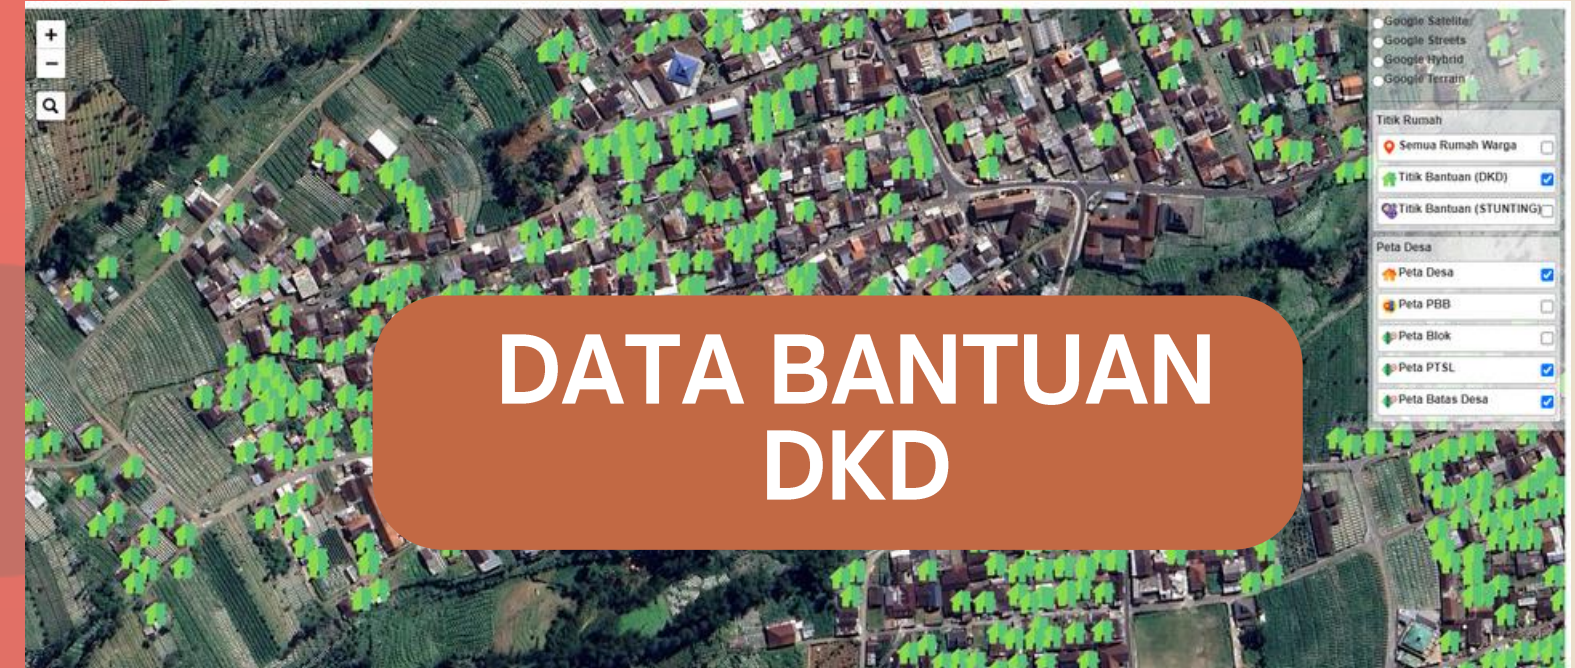 +
−
Google Satelite
Google Streets
Google Hybrid
Google Terrain
Titik Rumah
Semua Rumah Warga
Titik Bantuan (DKD)
Titik Bantuan (STUNTING)
Peta Desa
Peta Desa
Peta PBB
Peta Blok
Peta PTSL
Peta Batas Desa
DATA BANTUAN
DKD